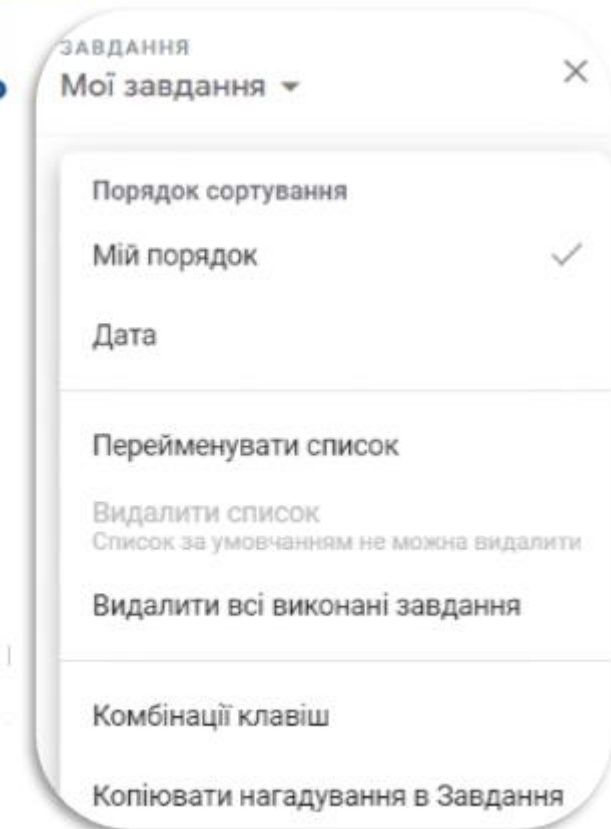 ЗАВДАННЯ
Мої завдання
Порядок сортування
Мій порядок
Дата
Перейменувати список
Видалити список
Список за умовчанням не можна видалити
Видалити всі виконані завдання
Комбінації клавіш
Копіювати нагадування в Завдання